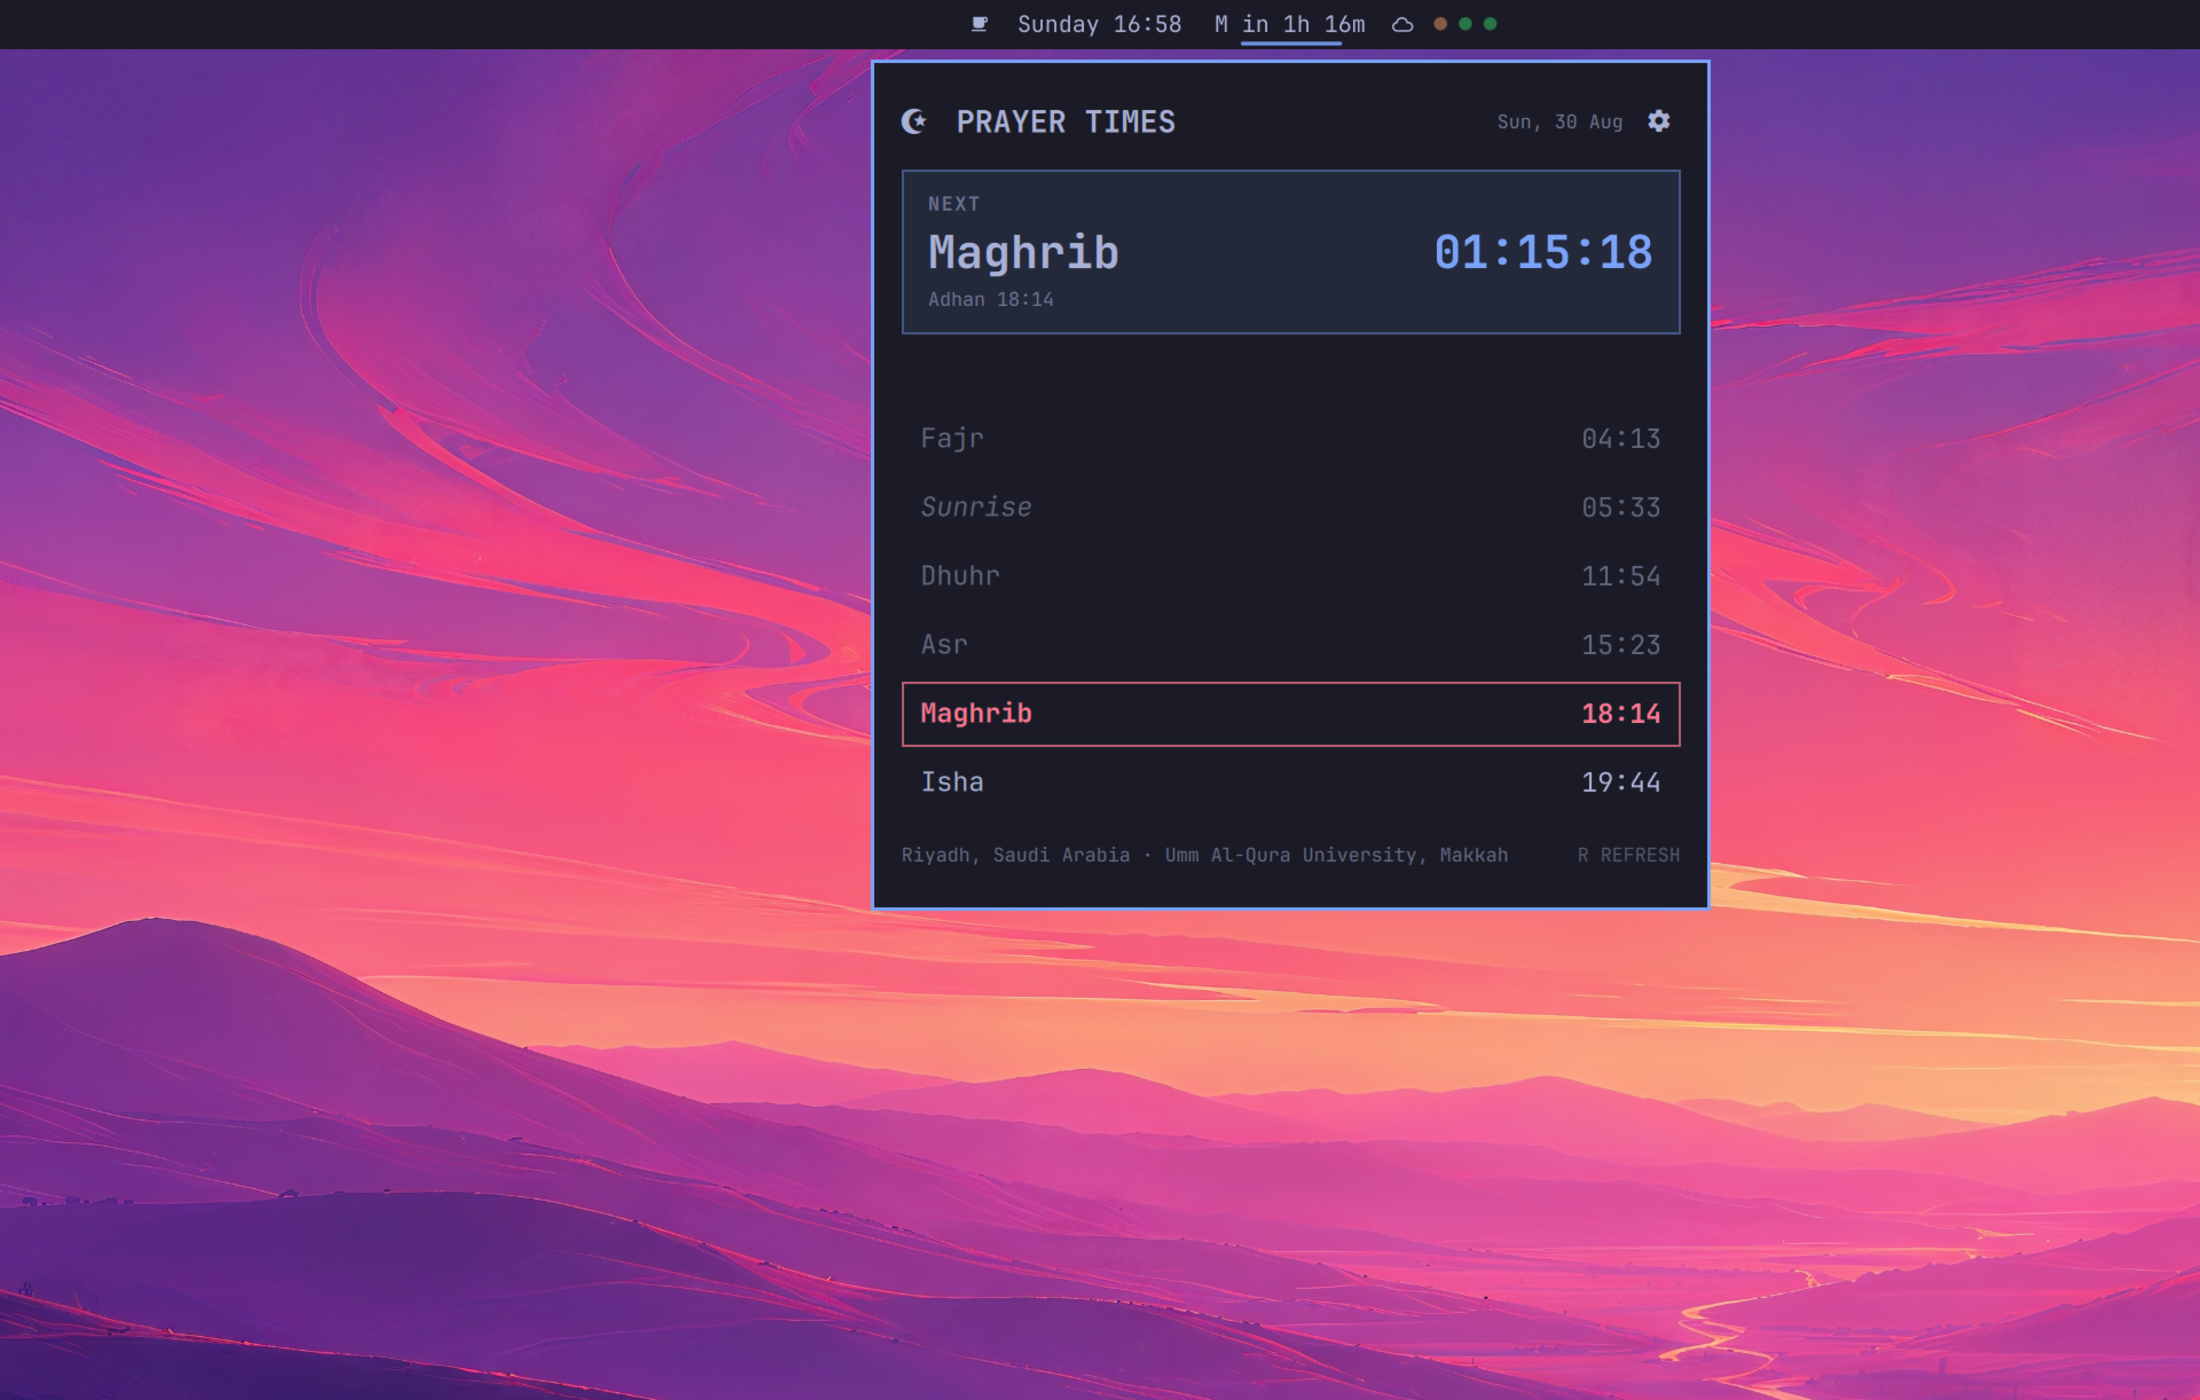 Sunday 16:58 M in 1h 16m
PRAYER TIMES Sun, 30 Aug
NEXT
Maghrib 01:15:18
Adhan 18:14
Fajr 04:13
Sunrise 05:33
Dhuhr 11:54
Asr 15:23
Maghrib 18:14
Isha 19:44
Riyadh, Saudi Arabia · Umm Al-Qura University, Makkah R REFRESH